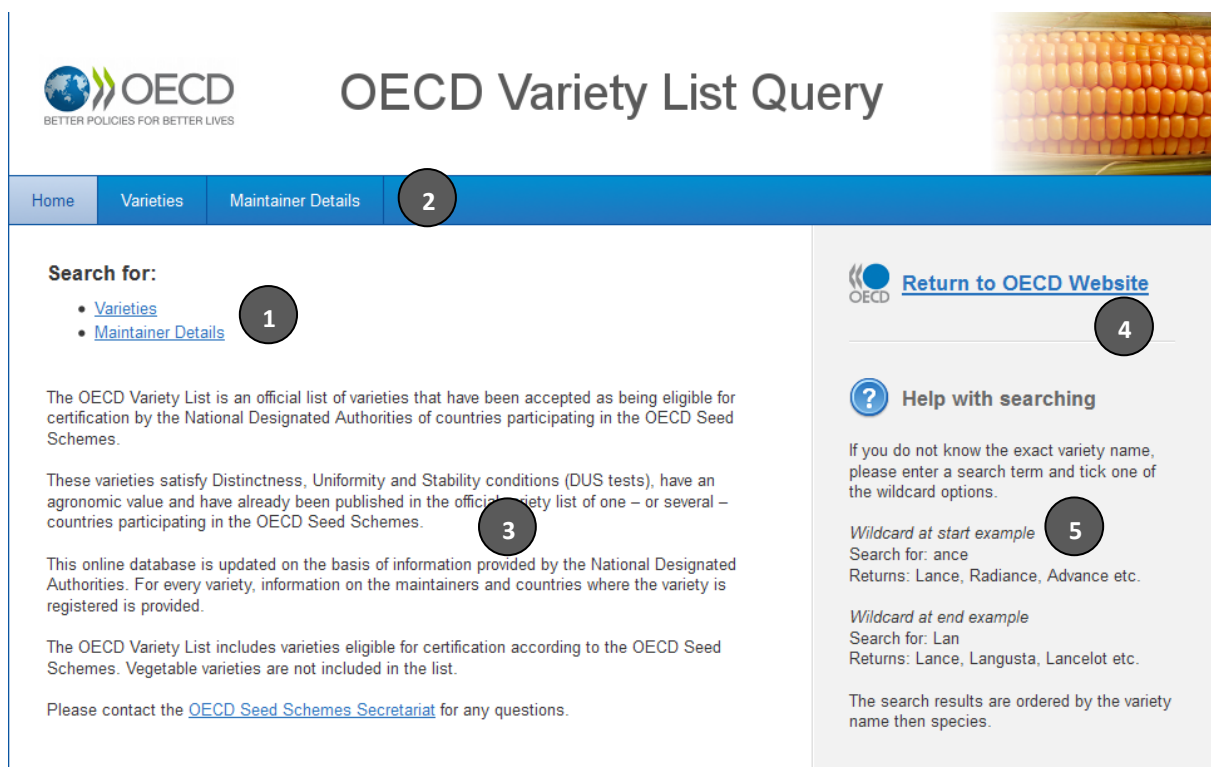 OECD
BETTER POLICIES FOR BETTER LIVES
OECD Variety List Query
Home Varieties Maintainer Details 2
Search for:
• Varieties
• Maintainer Details
1
The OECD Variety List is an official list of varieties that have been accepted as being eligible for
certification by the National Designated Authorities of countries participating in the OECD Seed
Schemes.
These varieties satisfy Distinctness, Uniformity and Stability conditions (DUS tests), have an
agronomic value and have already been published in the official variety list of one – or several –
countries participating in the OECD Seed Schemes.
3
This online database is updated on the basis of information provided by the National Designated
Authorities. For every variety, information on the maintainers and countries where the variety is
registered is provided.
The OECD Variety List includes varieties eligible for certification according to the OECD Seed
Schemes. Vegetable varieties are not included in the list.
Please contact the OECD Seed Schemes Secretariat for any questions.
OECD
Return to OECD Website
4
? Help with searching
If you do not know the exact variety name,
please enter a search term and tick one of
the wildcard options.
Wildcard at start example
5
Search for: ance
Returns: Lance, Radiance, Advance etc.
Wildcard at end example
Search for: Lan
Returns: Lance, Langusta, Lancelot etc.
The search results are ordered by the variety
name then species.